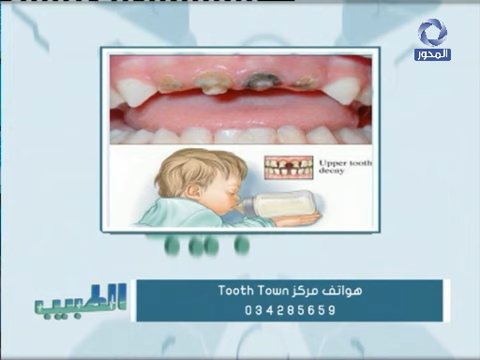 المحور
Upper tooth
decay
هواتف مركز Tooth Town
034285659
الطبيب